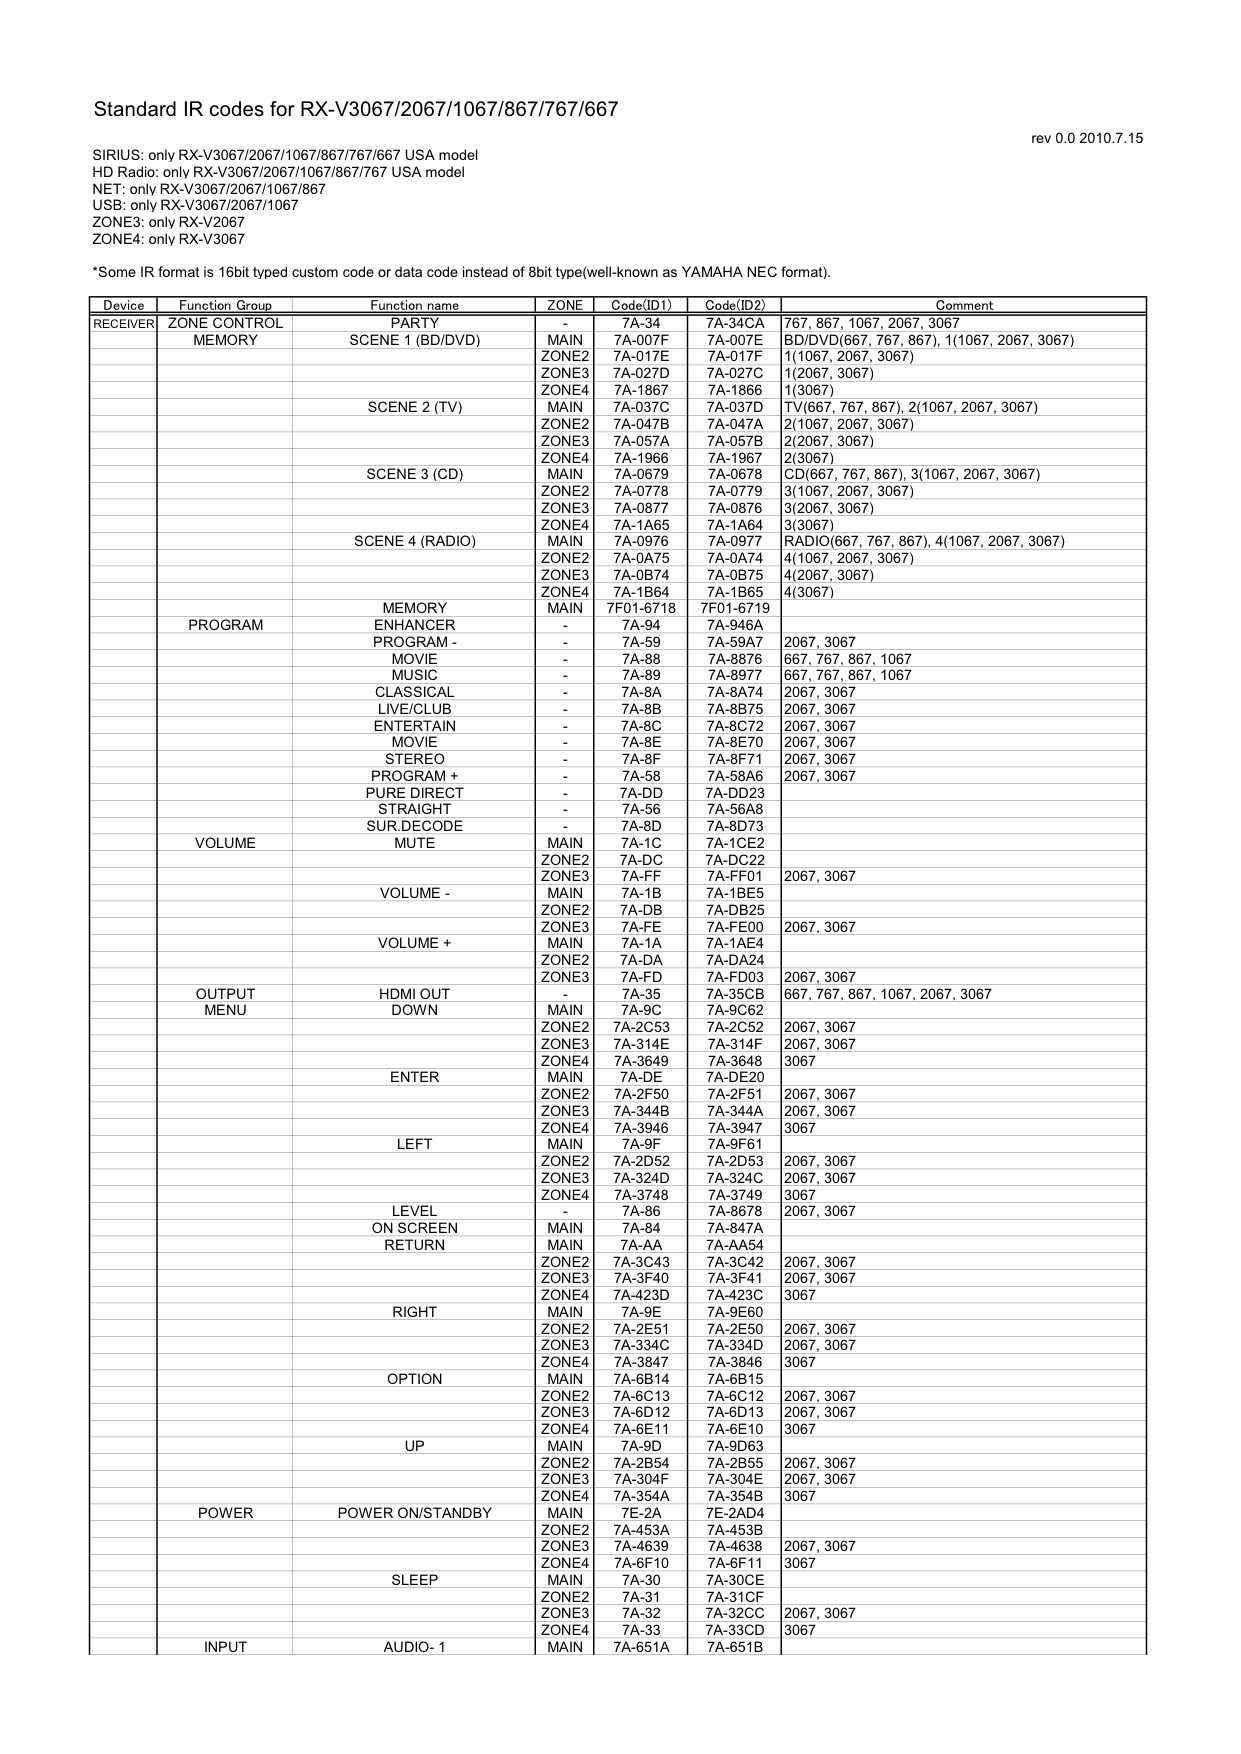 Standard IR codes for RX-V3067/2067/1067/867/767/667
rev 0.0 2010.7.15
SIRIUS: only RX-V3067/2067/1067/867/767/667 USA model
HD Radio: only RX-V3067/2067/1067/867/767 USA model
NET: only RX-V3067/2067/1067/867
USB: only RX-V3067/2067/1067
ZONE3: only RX-V2067
ZONE4: only RX-V3067
*Some IR format is 16bit typed custom code or data code instead of 8bit type(well-known as YAMAHA NEC format).
Device Function Group Function name ZONE Code(ID1) Code(ID2) Comment
RECEIVER ZONE CONTROL PARTY - 7A-34 7A-34CA 767, 867, 1067, 2067, 3067
MEMORY SCENE 1 (BD/DVD) MAIN 7A-007F 7A-007E BD/DVD(667, 767, 867), 1(1067, 2067, 3067)
ZONE2 7A-017E 7A-017F 1(1067, 2067, 3067)
ZONE3 7A-027D 7A-027C 1(2067, 3067)
ZONE4 7A-1867 7A-1866 1(3067)
SCENE 2 (TV) MAIN 7A-037C 7A-037D TV(667, 767, 867), 2(1067, 2067, 3067)
ZONE2 7A-047B 7A-047A 2(1067, 2067, 3067)
ZONE3 7A-057A 7A-057B 2(2067, 3067)
ZONE4 7A-1966 7A-1967 2(3067)
SCENE 3 (CD) MAIN 7A-0679 7A-0678 CD(667, 767, 867), 3(1067, 2067, 3067)
ZONE2 7A-0778 7A-0779 3(1067, 2067, 3067)
ZONE3 7A-0877 7A-0876 3(2067, 3067)
ZONE4 7A-1A65 7A-1A64 3(3067)
SCENE 4 (RADIO) MAIN 7A-0976 7A-0977 RADIO(667, 767, 867), 4(1067, 2067, 3067)
ZONE2 7A-0A75 7A-0A74 4(1067, 2067, 3067)
ZONE3 7A-0B74 7A-0B75 4(2067, 3067)
ZONE4 7A-1B64 7A-1B65 4(3067)
MEMORY MAIN 7F01-6718 7F01-6719
PROGRAM ENHANCER - 7A-94 7A-946A
PROGRAM - - 7A-59 7A-59A7 2067, 3067
MOVIE - 7A-88 7A-8876 667, 767, 867, 1067
MUSIC - 7A-89 7A-8977 667, 767, 867, 1067
CLASSICAL - 7A-8A 7A-8A74 2067, 3067
LIVE/CLUB - 7A-8B 7A-8B75 2067, 3067
ENTERTAIN - 7A-8C 7A-8C72 2067, 3067
MOVIE - 7A-8E 7A-8E70 2067, 3067
STEREO - 7A-8F 7A-8F71 2067, 3067
PROGRAM + - 7A-58 7A-58A6 2067, 3067
PURE DIRECT - 7A-DD 7A-DD23
STRAIGHT - 7A-56 7A-56A8
SUR.DECODE - 7A-8D 7A-8D73
VOLUME MUTE MAIN 7A-1C 7A-1CE2
ZONE2 7A-DC 7A-DC22
ZONE3 7A-FF 7A-FF01 2067, 3067
VOLUME - MAIN 7A-1B 7A-1BE5
ZONE2 7A-DB 7A-DB25
ZONE3 7A-FE 7A-FE00 2067, 3067
VOLUME + MAIN 7A-1A 7A-1AE4
ZONE2 7A-DA 7A-DA24
ZONE3 7A-FD 7A-FD03 2067, 3067
OUTPUT HDMI OUT - 7A-35 7A-35CB 667, 767, 867, 1067, 2067, 3067
MENU DOWN MAIN 7A-9C 7A-9C62
ZONE2 7A-2C53 7A-2C52 2067, 3067
ZONE3 7A-314E 7A-314F 2067, 3067
ZONE4 7A-3649 7A-3648 3067
ENTER MAIN 7A-DE 7A-DE20
ZONE2 7A-2F50 7A-2F51 2067, 3067
ZONE3 7A-344B 7A-344A 2067, 3067
ZONE4 7A-3946 7A-3947 3067
LEFT MAIN 7A-9F 7A-9F61
ZONE2 7A-2D52 7A-2D53 2067, 3067
ZONE3 7A-324D 7A-324C 2067, 3067
ZONE4 7A-3748 7A-3749 3067
LEVEL - 7A-86 7A-8678 2067, 3067
ON SCREEN MAIN 7A-84 7A-847A
RETURN MAIN 7A-AA 7A-AA54
ZONE2 7A-3C43 7A-3C42 2067, 3067
ZONE3 7A-3F40 7A-3F41 2067, 3067
ZONE4 7A-423D 7A-423C 3067
RIGHT MAIN 7A-9E 7A-9E60
ZONE2 7A-2E51 7A-2E50 2067, 3067
ZONE3 7A-334C 7A-334D 2067, 3067
ZONE4 7A-3847 7A-3846 3067
OPTION MAIN 7A-6B14 7A-6B15
ZONE2 7A-6C13 7A-6C12 2067, 3067
ZONE3 7A-6D12 7A-6D13 2067, 3067
ZONE4 7A-6E11 7A-6E10 3067
UP MAIN 7A-9D 7A-9D63
ZONE2 7A-2B54 7A-2B55 2067, 3067
ZONE3 7A-304F 7A-304E 2067, 3067
ZONE4 7A-354A 7A-354B 3067
POWER POWER ON/STANDBY MAIN 7E-2A 7E-2AD4
ZONE2 7A-453A 7A-453B
ZONE3 7A-4639 7A-4638 2067, 3067
ZONE4 7A-6F10 7A-6F11 3067
SLEEP MAIN 7A-30 7A-30CE
ZONE2 7A-31 7A-31CF
ZONE3 7A-32 7A-32CC 2067, 3067
ZONE4 7A-33 7A-33CD 3067
INPUT AUDIO- 1 MAIN 7A-651A 7A-651B